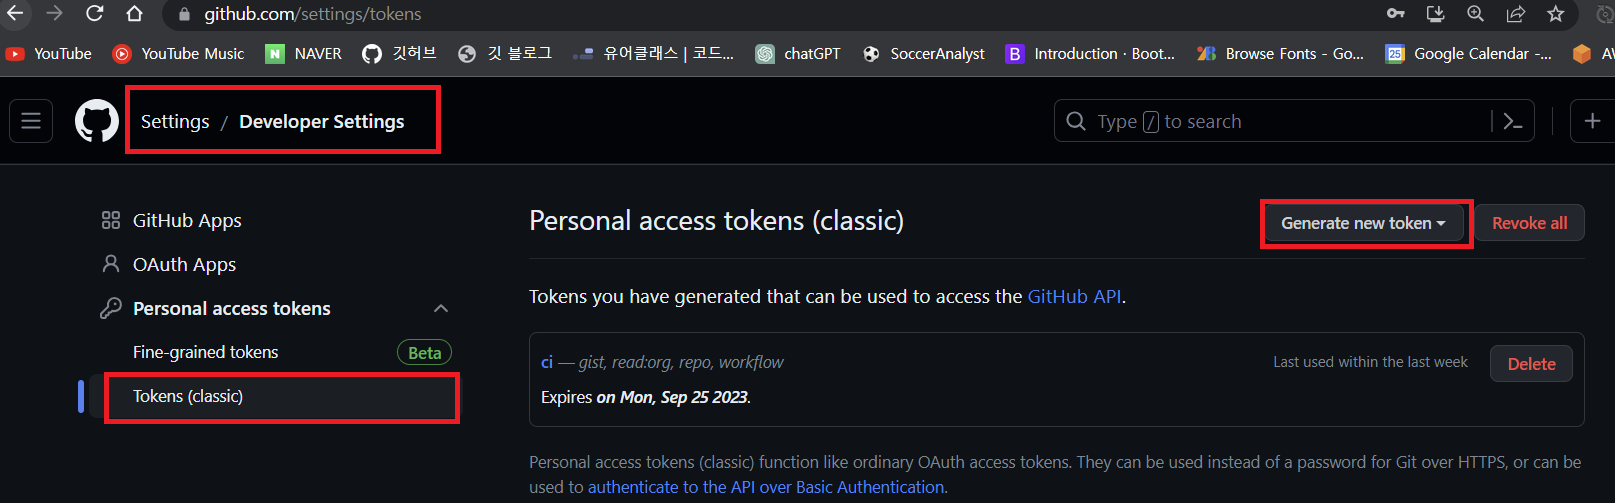 github.com/settings/tokens
YouTube YouTube Music NAVER 깃허브 깃 블로그 유어클래스 | 코드... chatGPT SoccerAnalyst Introduction · Boot... Browse Fonts - Go... Google Calendar -... AW
Settings / Developer Settings
Type / to search
GitHub Apps
OAuth Apps
Personal access tokens
Fine-grained tokens Beta
Tokens (classic)
Personal access tokens (classic) Generate new token Revoke all
Tokens you have generated that can be used to access the GitHub API.
ci — gist, read:org, repo, workflow Last used within the last week Delete
Expires on Mon, Sep 25 2023.
Personal access tokens (classic) function like ordinary OAuth access tokens. They can be used instead of a password for Git over HTTPS, or can be
used to authenticate to the API over Basic Authentication.